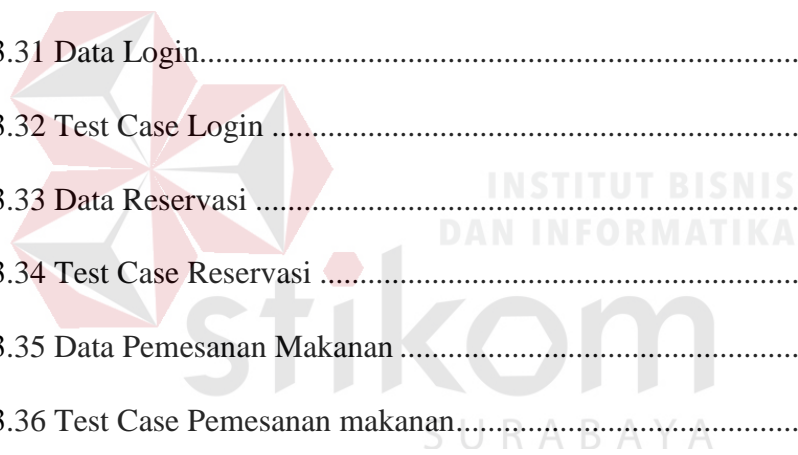 3.31 Data Login..........................................................................
3.32 Test Case Login .................................................................
INSTITUT BISNIS
3.33 Data Reservasi ...................................................................
DAN INFORMATIKA
3.34 Test Case Reservasi ..........................................................
stikom
3.35 Data Pemesanan Makanan .................................................
3.36 Test Case Pemesanan makanan..........................................
SURABAYA